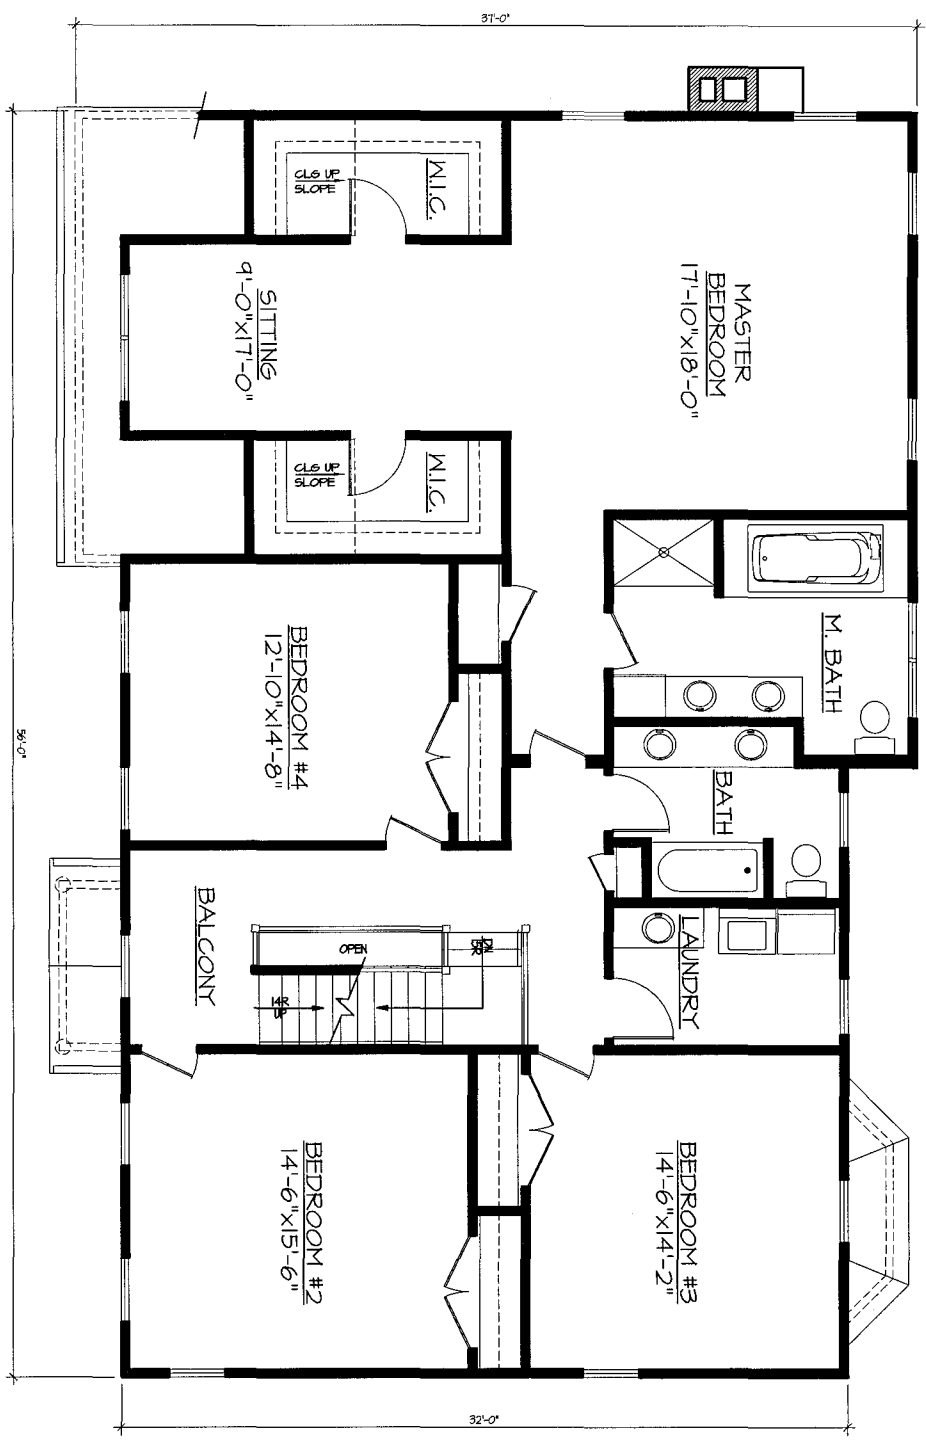 37'-0"
CLG UP
SLOPE
W.I.C.
MASTER
BEDROOM
17'-10"x18'-0"
SITTING
9'-0"x17'-0"
CLG UP
SLOPE
W.I.C.
M. BATH
BEDROOM #4
12'-10"x14'-8"
56'-0"
BATH
BALCONY
OPEN
DN
5R
14R
UP
LAUNDRY
BEDROOM #2
14'-6"x15'-6"
BEDROOM #3
14'-6"x14'-2"
32'-0"